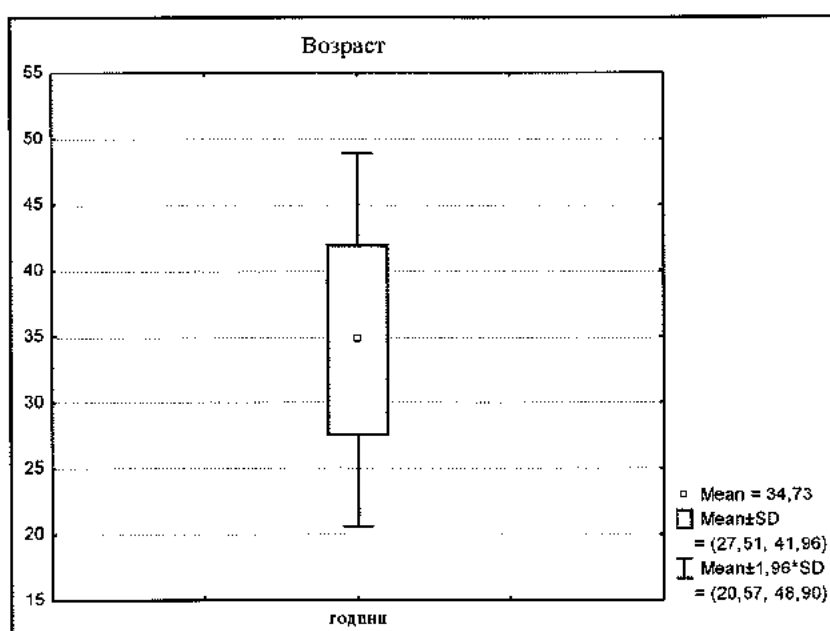 Возраст
55
50
45
40
35
30
25
20
15
години
Mean = 34,73
Mean±SD
= (27,51, 41,96)
Mean±1,96*SD
= (20,57, 48,90)